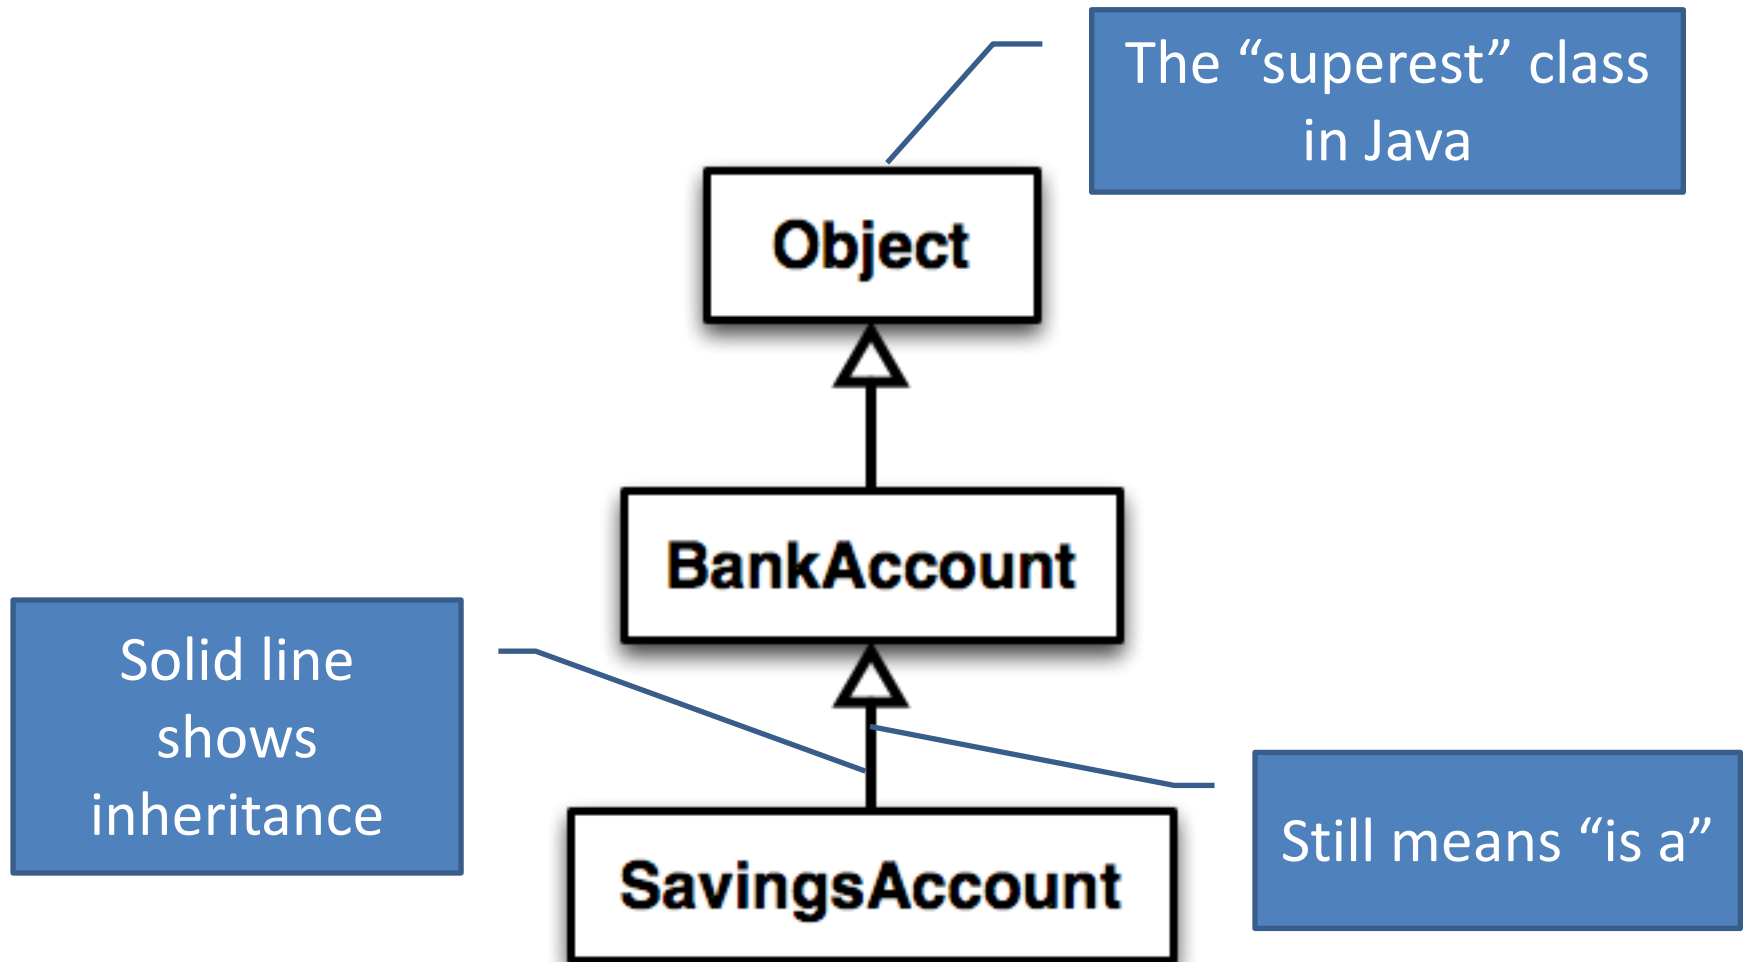 The “superest” class
in Java
Object
BankAccount
Solid line
shows
inheritance
Still means “is a”
SavingsAccount